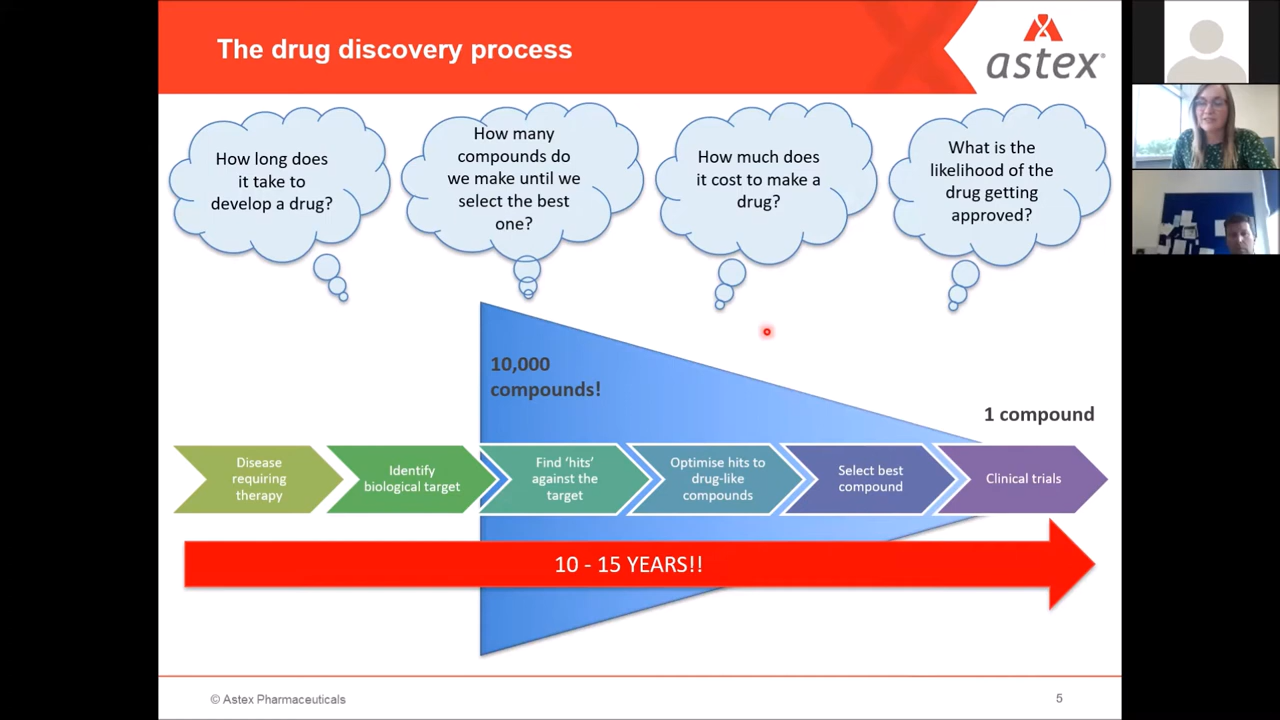 The drug discovery process
astex
How long does
it take to
develop a drug?
How many
compounds do
we make until we
select the best
one?
How much does
it cost to make a
drug?
What is the
likelihood of the
drug getting
approved?
10,000
compounds!
1 compound
Disease
requiring
therapy
Identify
biological target
Find ‘hits’
against the
target
Optimise hits to
drug-like
compounds
Select best
compound
Clinical trials
10 - 15 YEARS!!
© Astex Pharmaceuticals
5